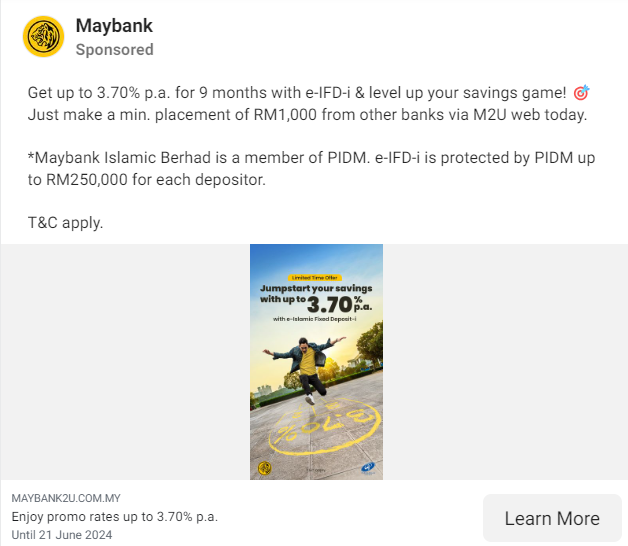 Maybank
Sponsored
Get up to 3.70% p.a. for 9 months with e-IFD-i & level up your savings game! 🎯
Just make a min. placement of RM1,000 from other banks via M2U web today.
*Maybank Islamic Berhad is a member of PIDM. e-IFD-i is protected by PIDM up
to RM250,000 for each depositor.
T&C apply.
Limited Time Offer
Jumpstart your savings
with up to 3.70% p.a.
with e-Islamic Fixed Deposit-i
MAYBANK2U.COM.MY
Enjoy promo rates up to 3.70% p.a.
Until 21 June 2024
Learn More